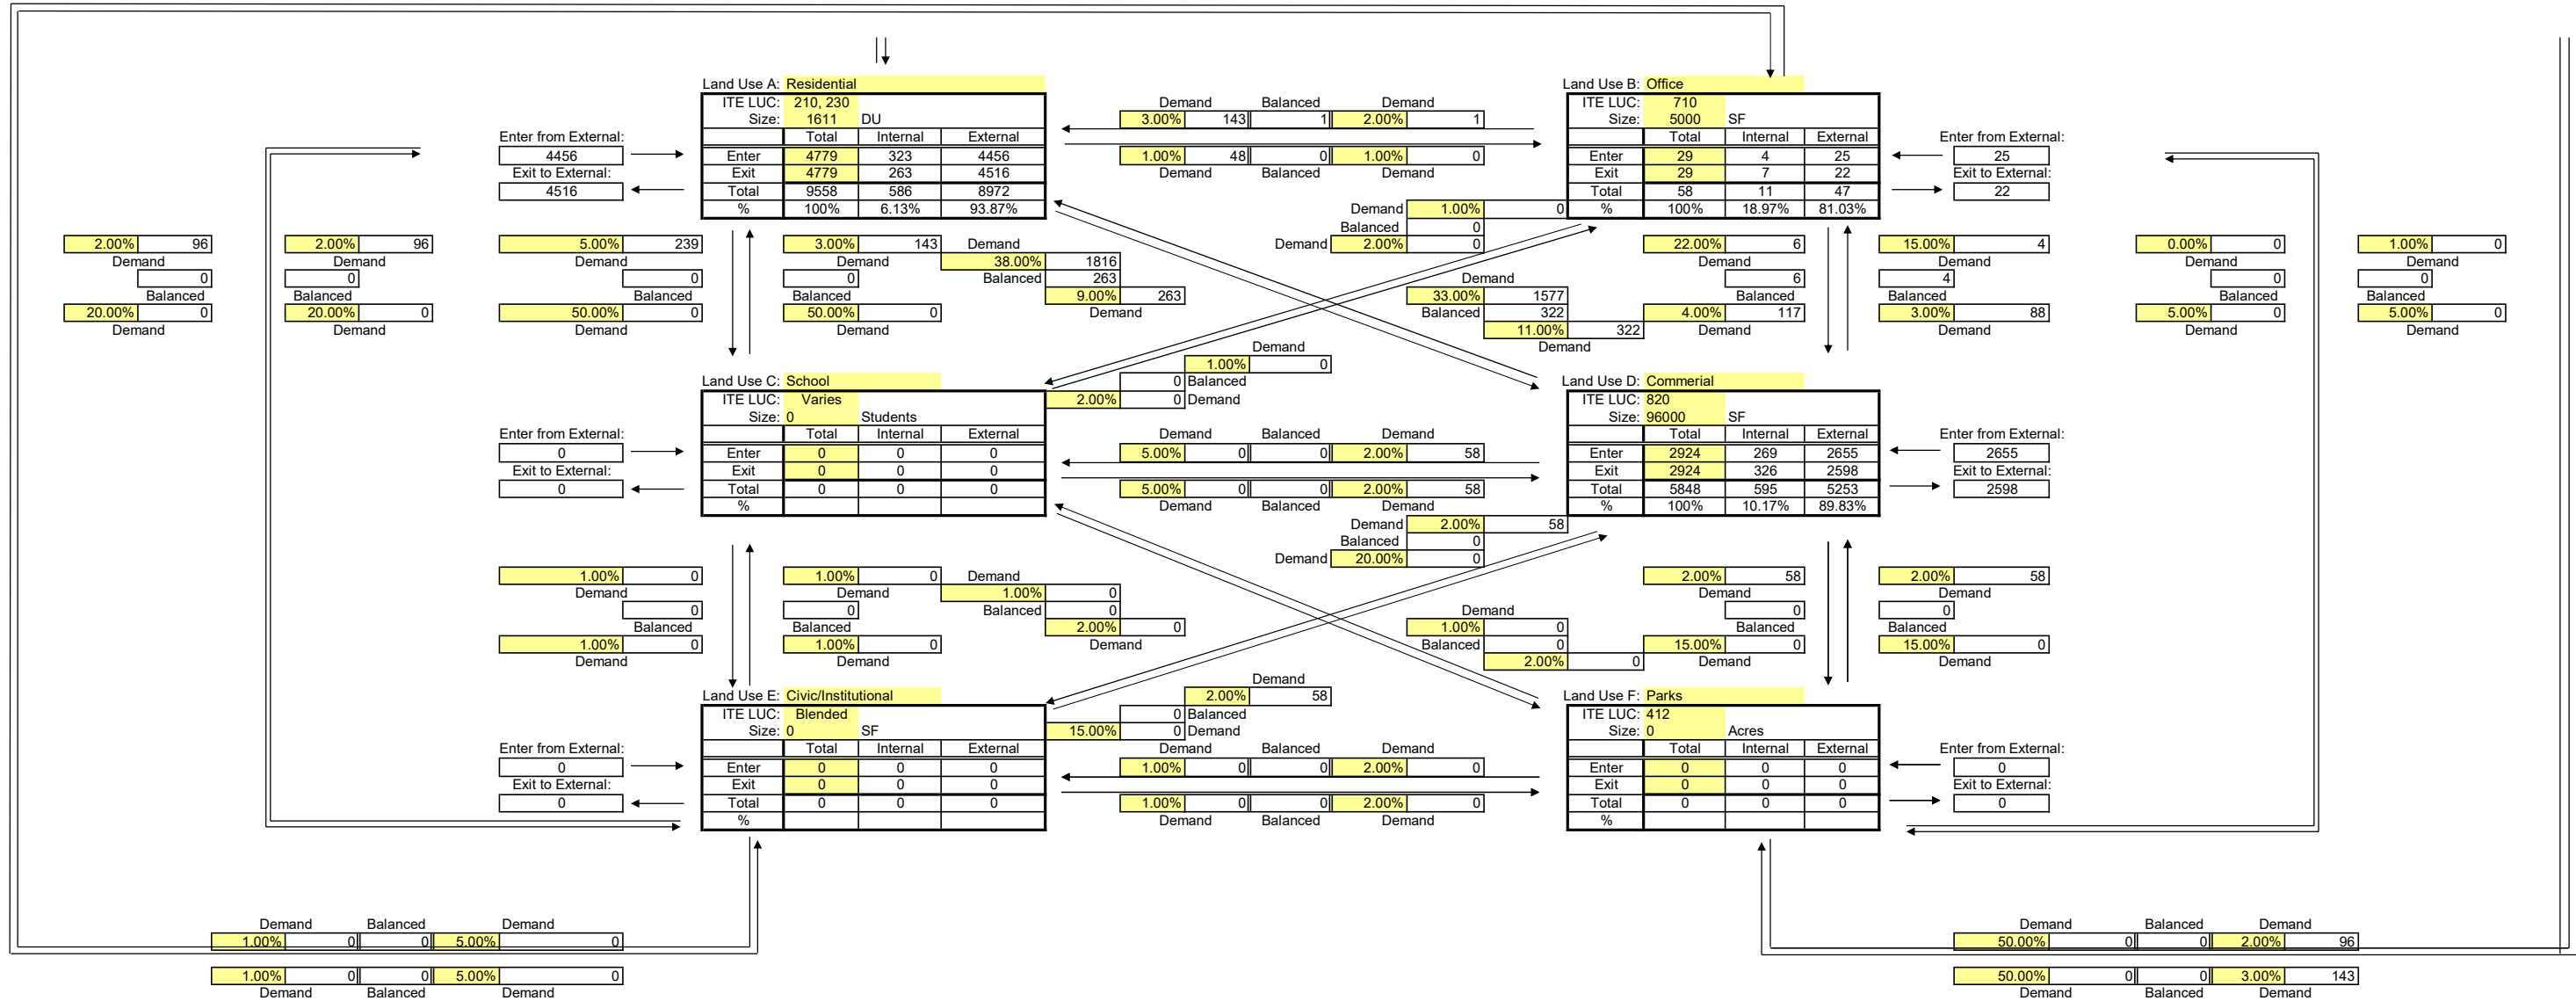 Land Use A: Residential
ITE LUC: 210, 230
Size: 1611 DU
Total Internal External
Enter 4779 323 4456
Exit 4779 263 4516
Total 9558 586 8972
% 100% 6.13% 93.87%
Enter from External:
4456
Exit to External:
4516
Demand Balanced Demand
3.00% 143 1 2.00% 1
1.00% 48 0 1.00% 0
Demand Balanced Demand
Land Use B: Office
ITE LUC: 710
Size: 5000 SF
Total Internal External
Enter 29 4 25
Exit 29 7 22
Total 58 11 47
% 100% 18.97% 81.03%
Enter from External:
25
Exit to External:
22
Demand 1.00% 0
Balanced 0
Demand 2.00% 0
2.00% 96
Demand
0
Balanced
20.00% 0
Demand
2.00% 96
Demand
0
Balanced
20.00% 0
Demand
5.00% 239
Demand
0
Balanced
50.00% 0
Demand
3.00% 143
Demand
0
Balanced
50.00% 0
Demand
Demand
38.00% 1816
Balanced 263
9.00% 263
Demand
Demand
33.00% 1577
Balanced 322
11.00% 322
Demand
22.00% 6
Demand
6
Balanced
4.00% 117
Demand
15.00% 4
Demand
4
Balanced
3.00% 88
Demand
0.00% 0
Demand
0
Balanced
5.00% 0
Demand
1.00% 0
Demand
0
Balanced
5.00% 0
Demand
Demand
1.00% 0
0 Balanced
2.00% 0 Demand
Land Use C: School
ITE LUC: Varies
Size: 0 Students
Total Internal External
Enter 0 0 0
Exit 0 0 0
Total 0 0 0
%
Enter from External:
0
Exit to External:
0
Demand Balanced Demand
5.00% 0 0 2.00% 58
5.00% 0 0 2.00% 58
Demand Balanced Demand
Land Use D: Commerial
ITE LUC: 820
Size: 96000 SF
Total Internal External
Enter 2924 269 2655
Exit 2924 326 2598
Total 5848 595 5253
% 100% 10.17% 89.83%
Enter from External:
2655
Exit to External:
2598
Demand 2.00% 58
Balanced 0
Demand 20.00% 0
1.00% 0
Demand
0
Balanced
1.00% 0
Demand
1.00% 0
Demand
0
Balanced
1.00% 0
Demand
Demand
1.00% 0
Balanced 0
2.00% 0
Demand
Demand
1.00% 0
Balanced 0
2.00% 0
Demand
2.00% 58
Demand
0
Balanced
15.00% 0
Demand
2.00% 58
Demand
0
Balanced
15.00% 0
Demand
Demand
2.00% 58
0 Balanced
15.00% 0 Demand
Land Use E: Civic/Institutional
ITE LUC: Blended
Size: 0 SF
Total Internal External
Enter 0 0 0
Exit 0 0 0
Total 0 0 0
%
Enter from External:
0
Exit to External:
0
Demand Balanced Demand
1.00% 0 0 2.00% 0
1.00% 0 0 2.00% 0
Demand Balanced Demand
Land Use F: Parks
ITE LUC: 412
Size: 0 Acres
Total Internal External
Enter 0 0 0
Exit 0 0 0
Total 0 0 0
%
Enter from External:
0
Exit to External:
0
Demand Balanced Demand
1.00% 0 0 5.00% 0
1.00% 0 0 5.00% 0
Demand Balanced Demand
Demand Balanced Demand
50.00% 0 0 2.00% 96
50.00% 0 0 3.00% 143
Demand Balanced Demand